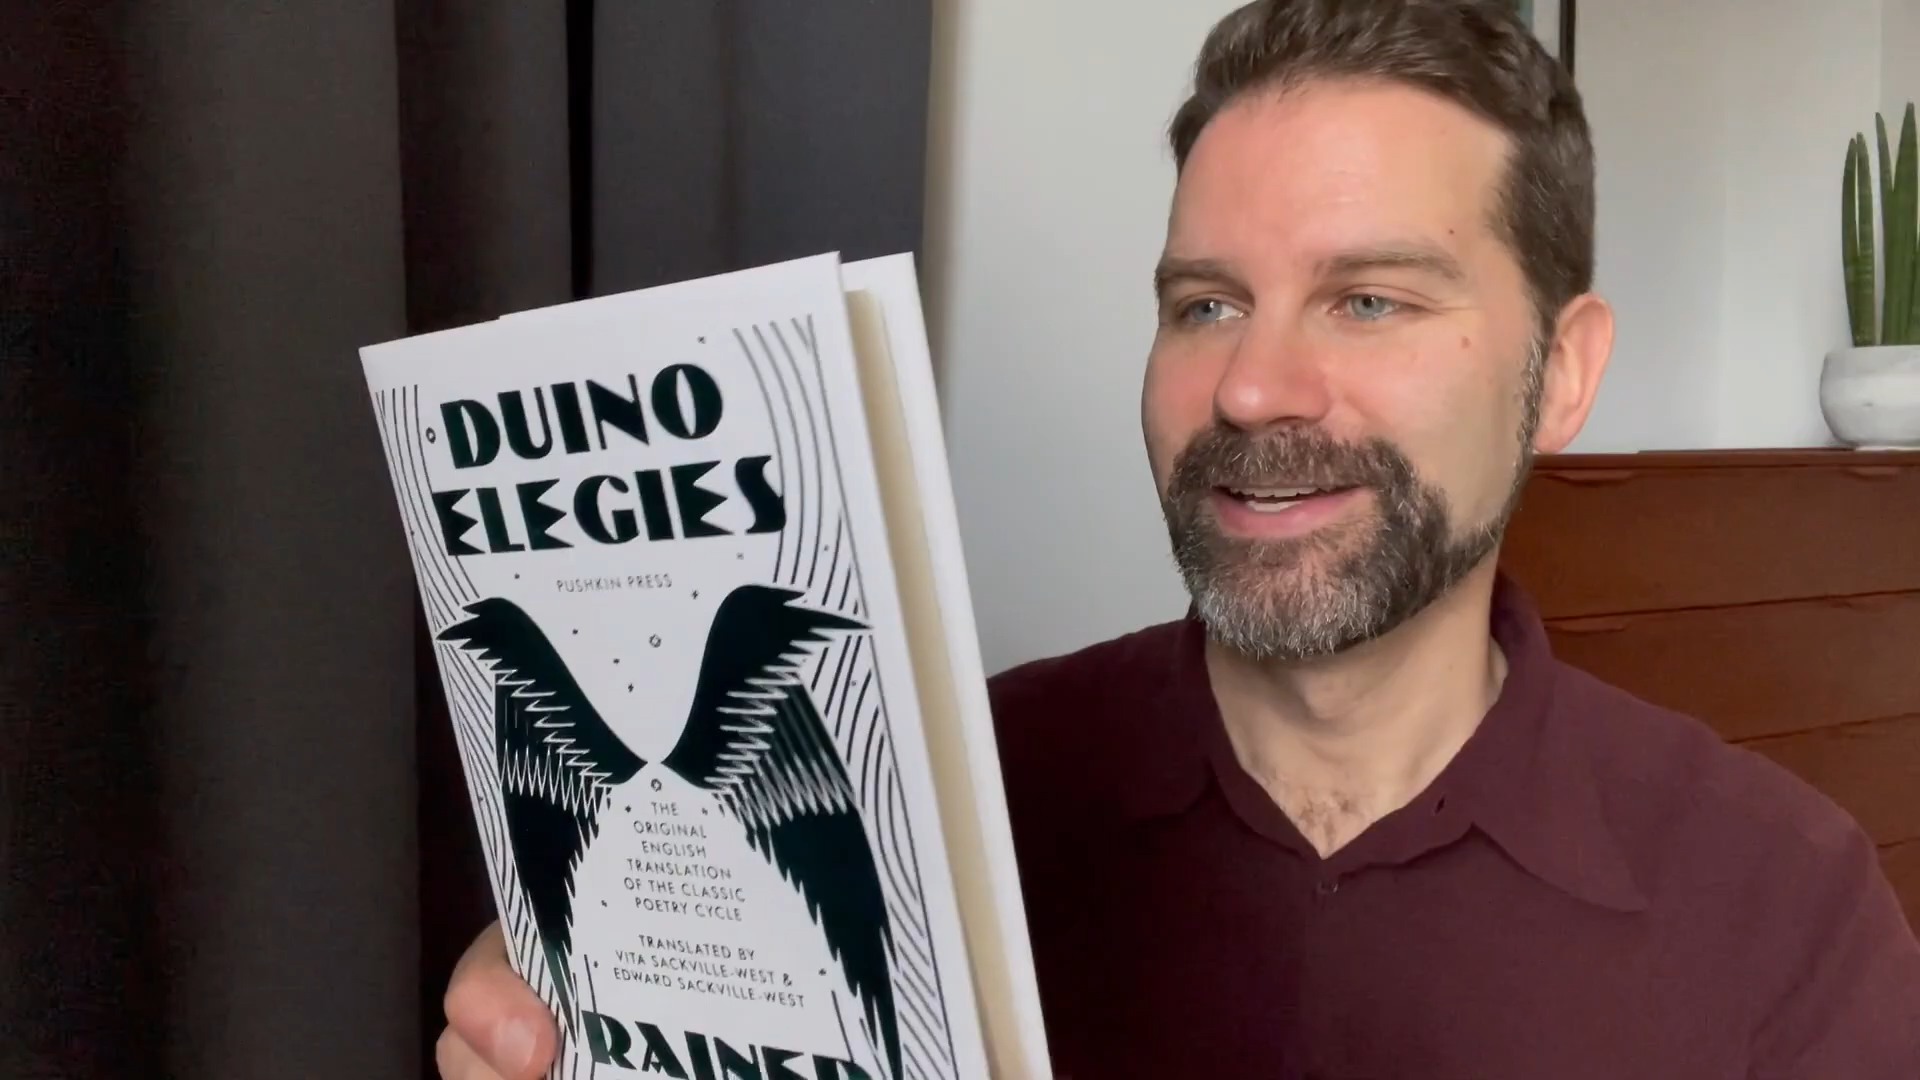 DUINO
ELEGIES
PUSHKIN PRESS
THE
ORIGINAL
ENGLISH
TRANSLATION
OF THE CLASSIC
POETRY CYCLE
TRANSLATED BY
VITA SACKVILLE-WEST &
EDWARD SACKVILLE-WEST
RAINER